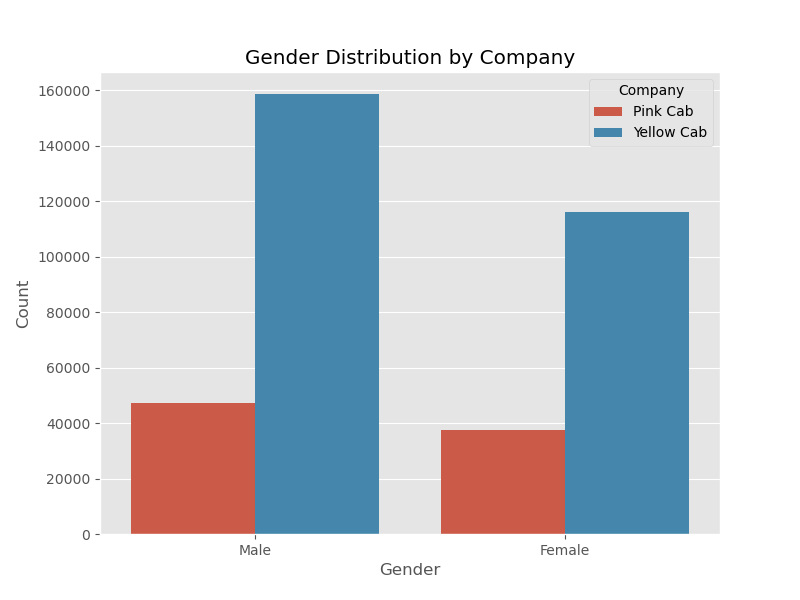 Gender Distribution by Company
Company
Pink Cab
Yellow Cab
160000
140000
120000
100000
80000
60000
40000
20000
0
Count
Male
Female
Gender